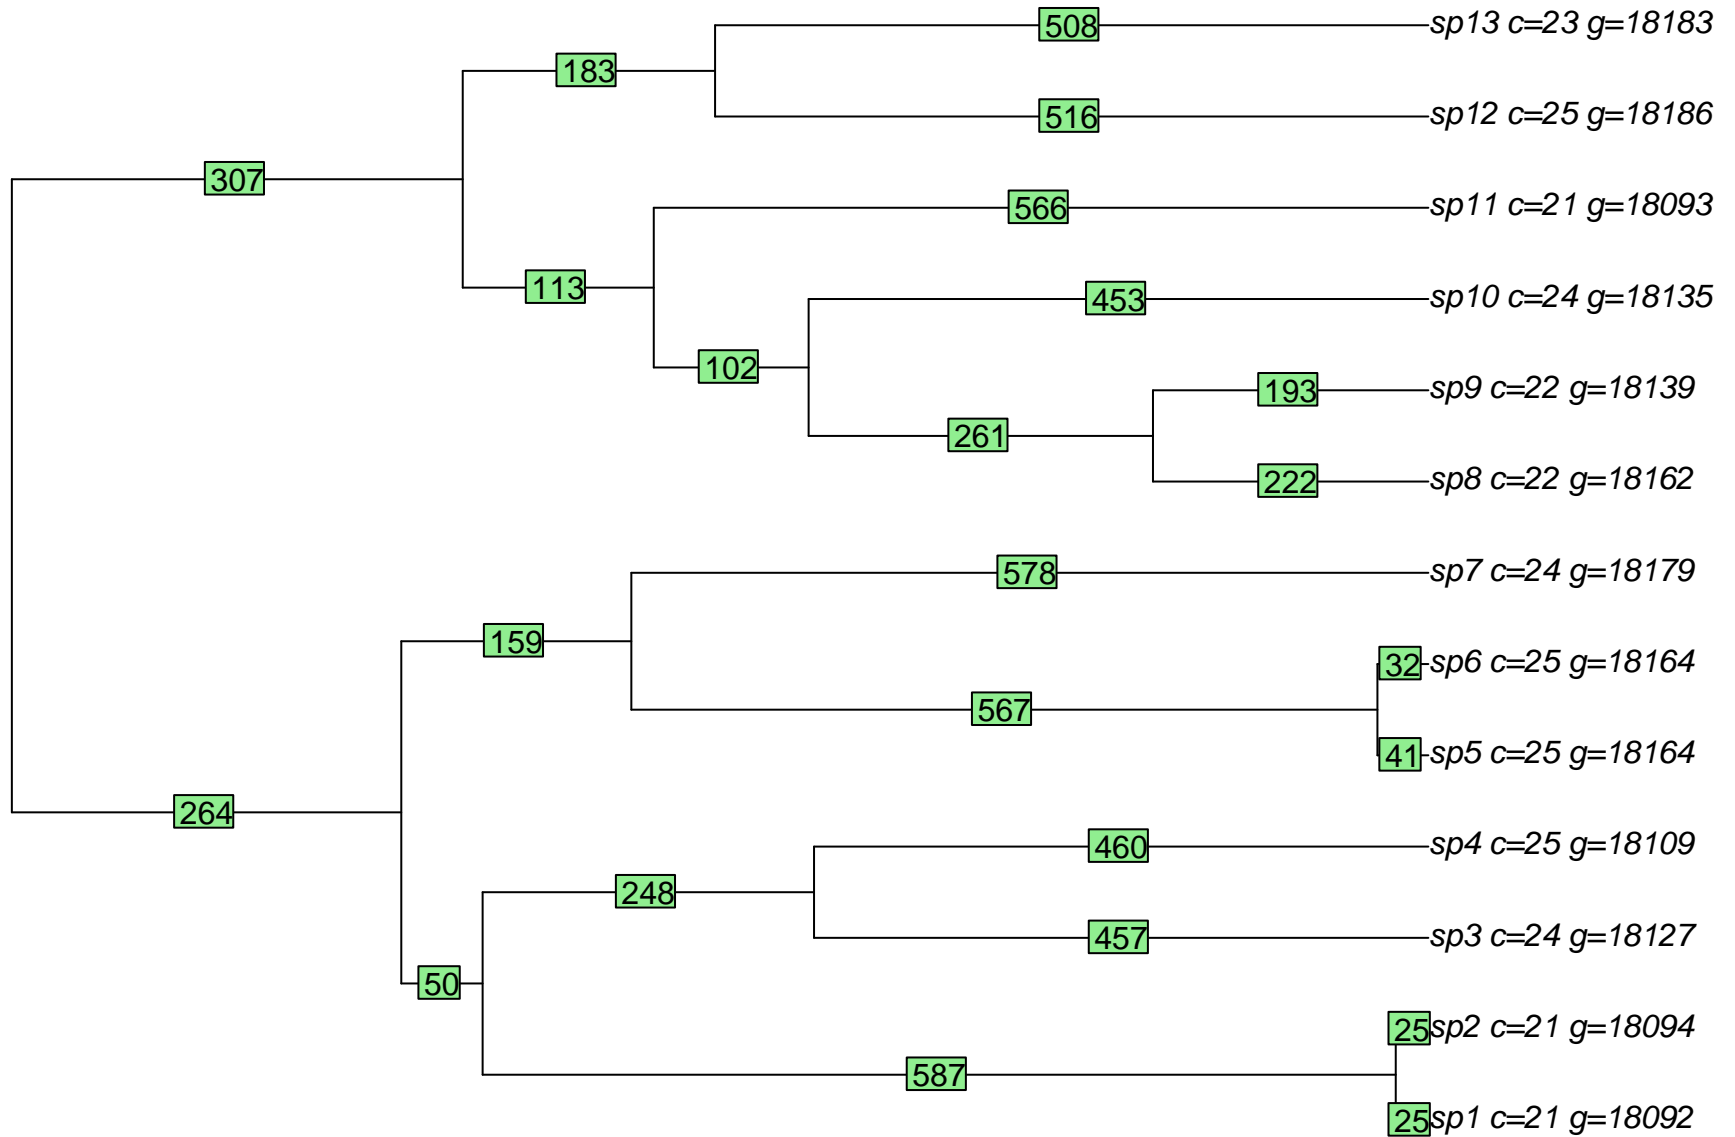 508 sp13 c=23 g=18183
183
516 sp12 c=25 g=18186
307
566 sp11 c=21 g=18093
113
453 sp10 c=24 g=18135
102
193 sp9 c=22 g=18139
261
222 sp8 c=22 g=18162
578 sp7 c=24 g=18179
159
32 sp6 c=25 g=18164
567
41 sp5 c=25 g=18164
264
460 sp4 c=25 g=18109
248
457 sp3 c=24 g=18127
50
25 sp2 c=21 g=18094
587
25 sp1 c=21 g=18092